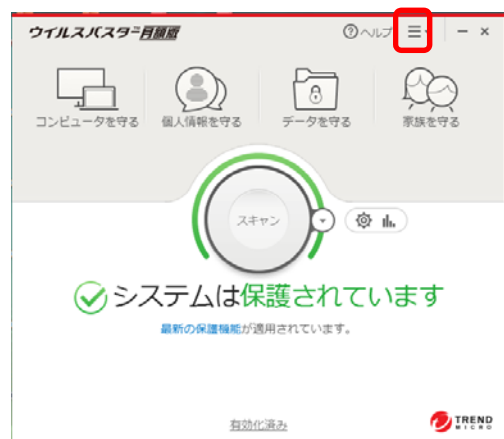 ウイルスバスター月額版
?ヘルプ
コンピュータを守る
個人情報を守る
データを守る
家族を守る
スキャン
システムは保護されています
最新の保護機能が適用されています。
有効化済み
TREND
MICRO